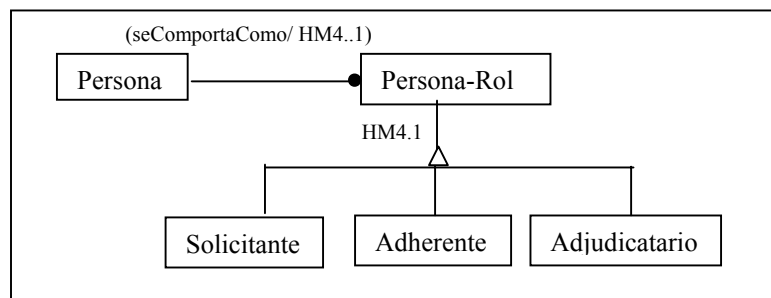 (seComportaComo/ HM4..1)
Persona
Persona-Rol
HM4.1
Solicitante
Adherente
Adjudicatario